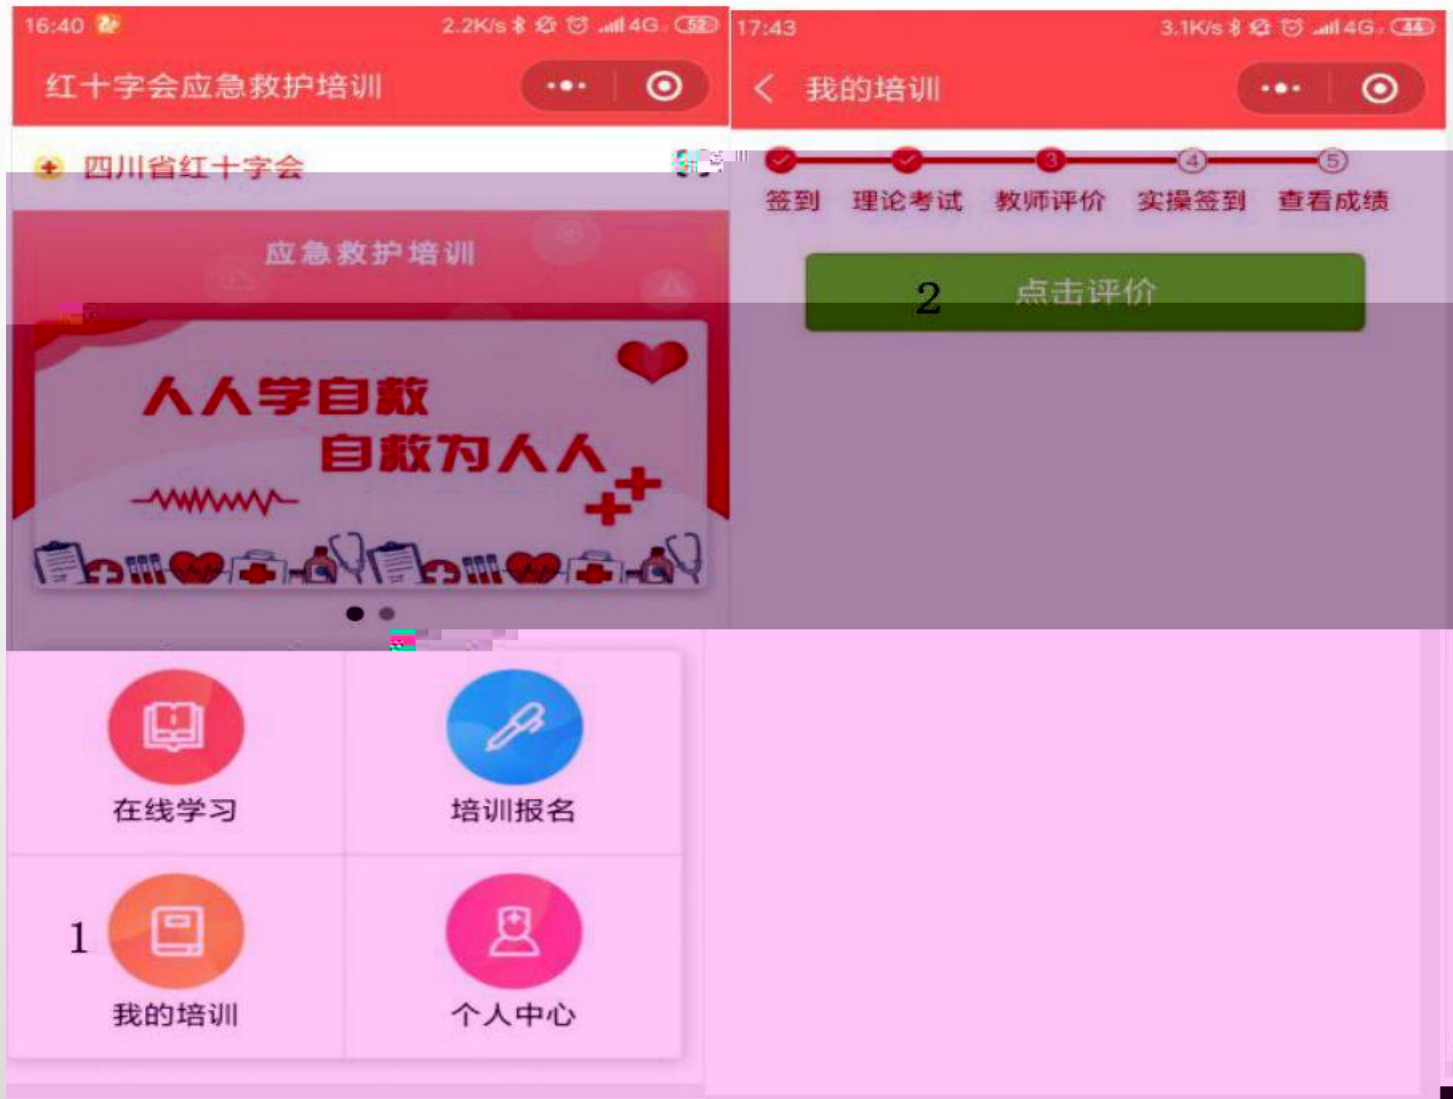 16:40 2.2K/s 4G 52
红十字会应急救护培训
四川省红十字会
应急救护培训
人人学自救
自救为人人
在线学习 培训报名
1
我的培训 个人中心
17:43 3.1K/s 4G 44
我的培训
3 4 5
签到 理论考试 教师评价 实操签到 查看成绩
2 点击评价